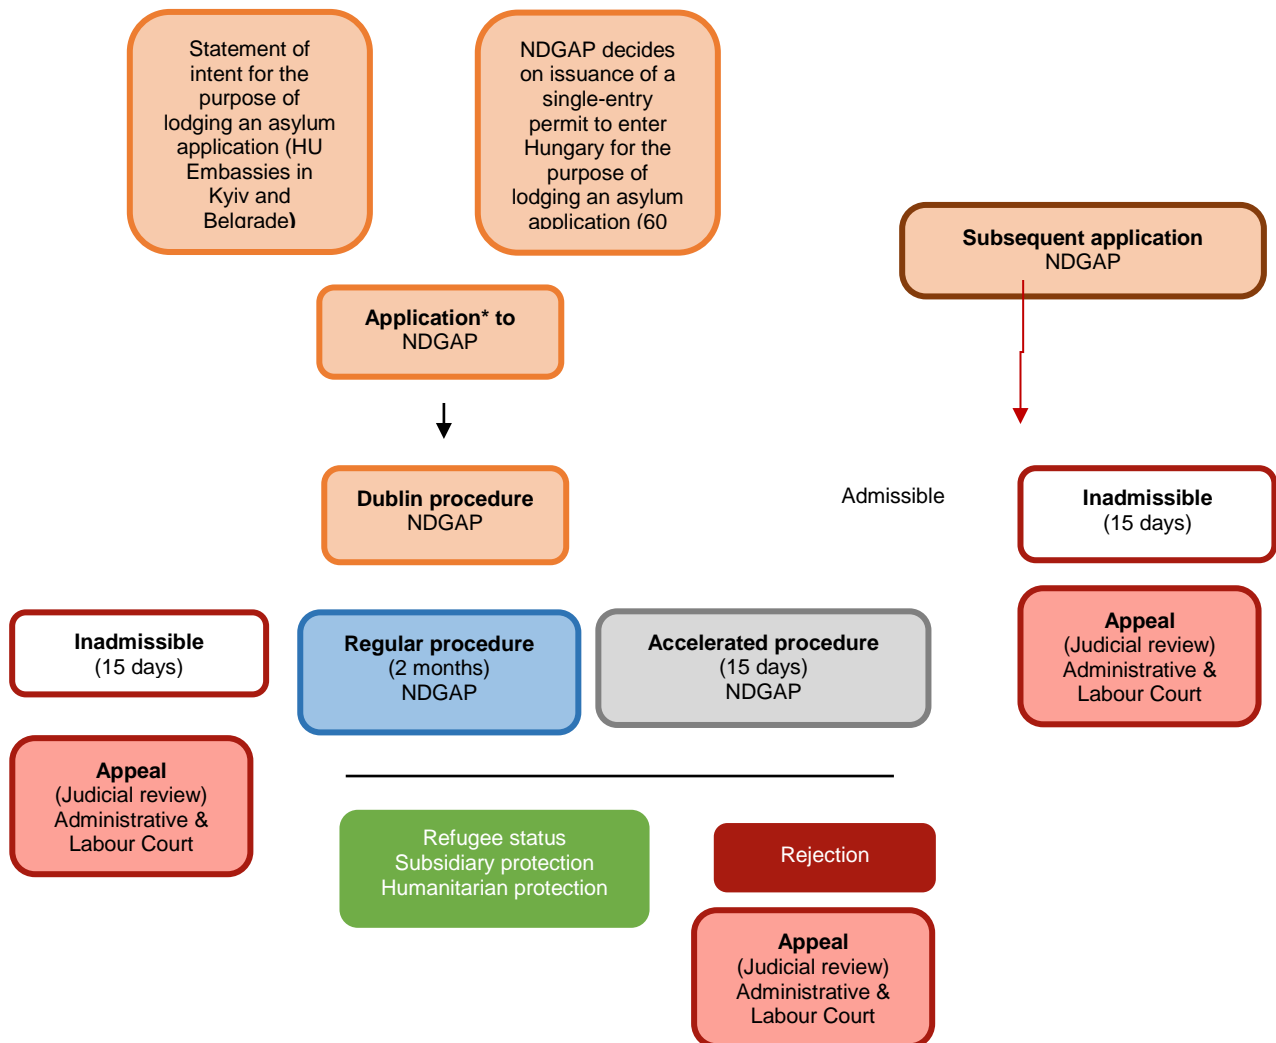 Statement of
intent for the
purpose of
lodging an asylum
application (HU
Embassies in
Kyiv and
Belgrade)
NDGAP decides
on issuance of a
single-entry
permit to enter
Hungary for the
purpose of
lodging an asylum
application (60
Subsequent application
NDGAP
Application* to
NDGAP
Dublin procedure
NDGAP
Admissible
Inadmissible
(15 days)
Appeal
(Judicial review)
Administrative &
Labour Court
Inadmissible
(15 days)
Regular procedure
(2 months)
NDGAP
Accelerated procedure
(15 days)
NDGAP
Appeal
(Judicial review)
Administrative &
Labour Court
Refugee status
Subsidiary protection
Humanitarian protection
Rejection
Appeal
(Judicial review)
Administrative &
Labour Court